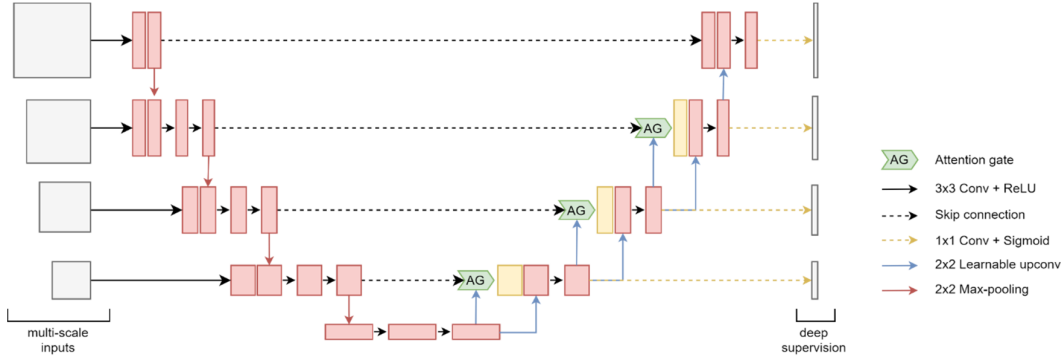 AG
AG
AG
AG
Attention gate
3x3 Conv + ReLU
Skip connection
1x1 Conv + Sigmoid
2x2 Learnable upconv
2x2 Max-pooling
multi-scale
inputs
deep
supervision